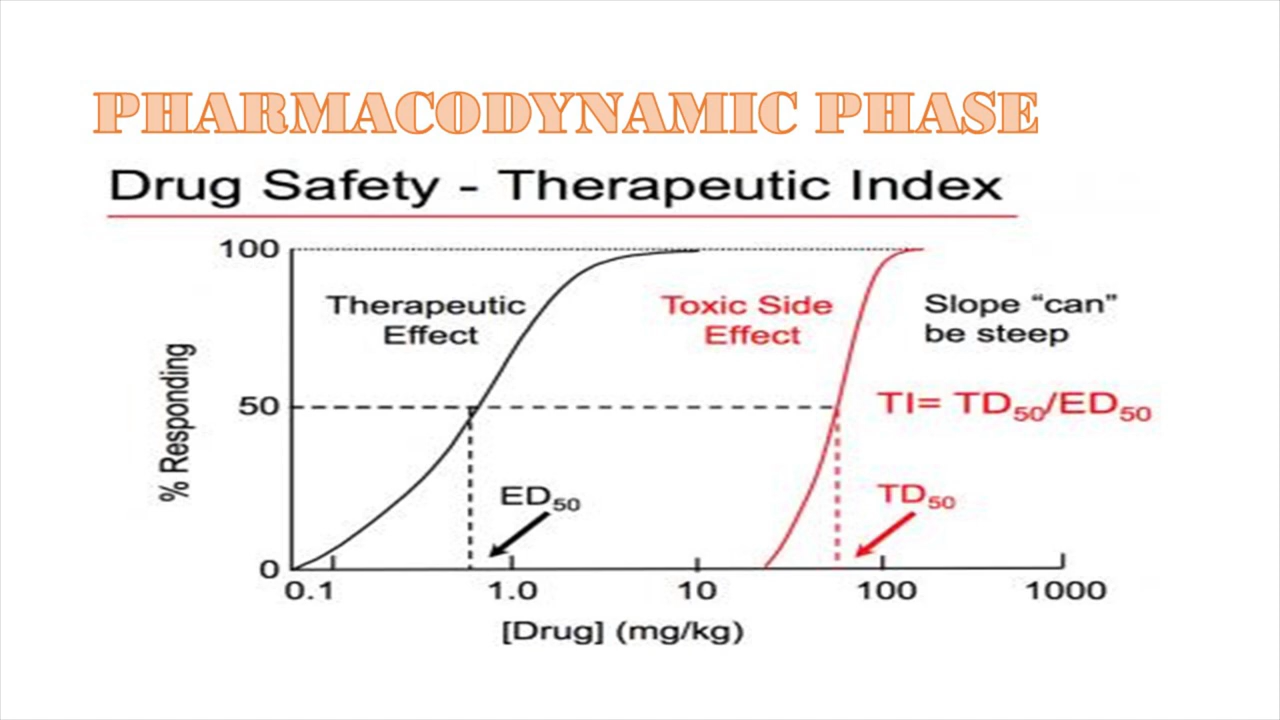 PHARMACODYNAMIC PHASE
Drug Safety - Therapeutic Index
100
50
0
% Responding
Therapeutic
Effect
Toxic Side
Effect
Slope “can”
be steep
TI= TD50/ED50
ED50
TD50
0.1 1.0 10 100 1000
[Drug] (mg/kg)